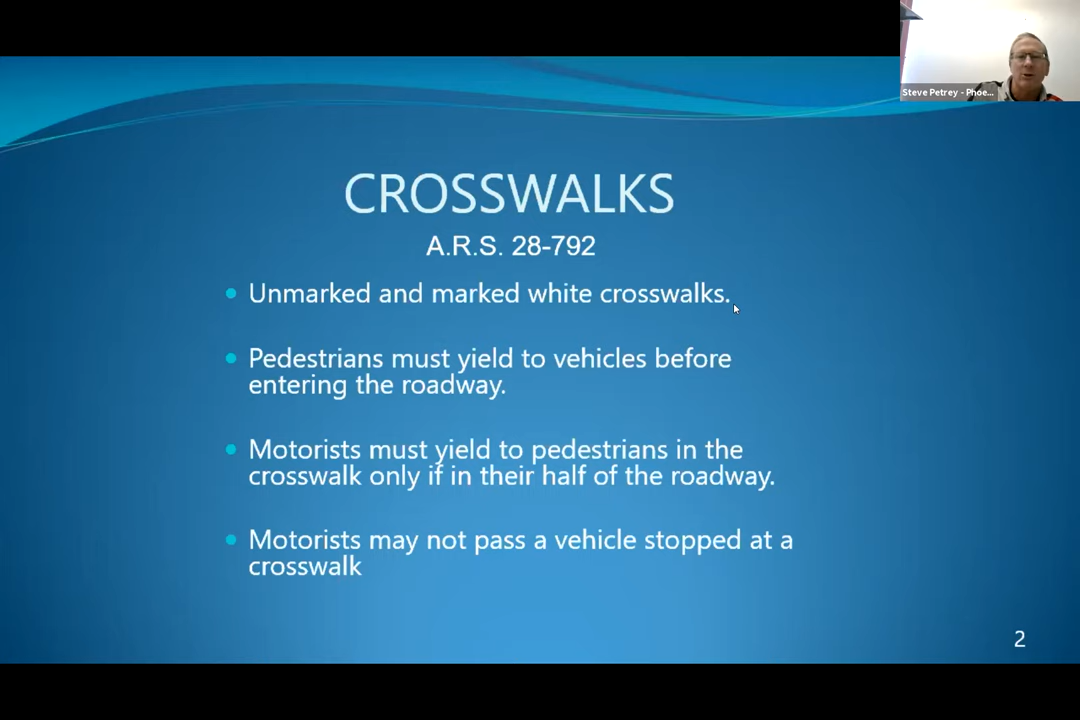 Steve Petrey - Phoe...
CROSSWALKS
A.R.S. 28-792
Unmarked and marked white crosswalks.
Pedestrians must yield to vehicles before
entering the roadway.
Motorists must yield to pedestrians in the
crosswalk only if in their half of the roadway.
Motorists may not pass a vehicle stopped at a
crosswalk
2